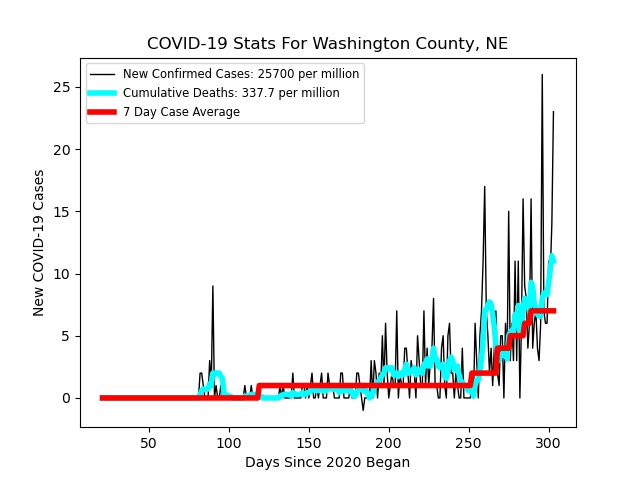 COVID-19 Stats For Washington County, NE
New Confirmed Cases: 25700 per million
Cumulative Deaths: 337.7 per million
7 Day Case Average
New COVID-19 Cases
25
20
15
10
5
0
50 100 150 200 250 300
Days Since 2020 Began